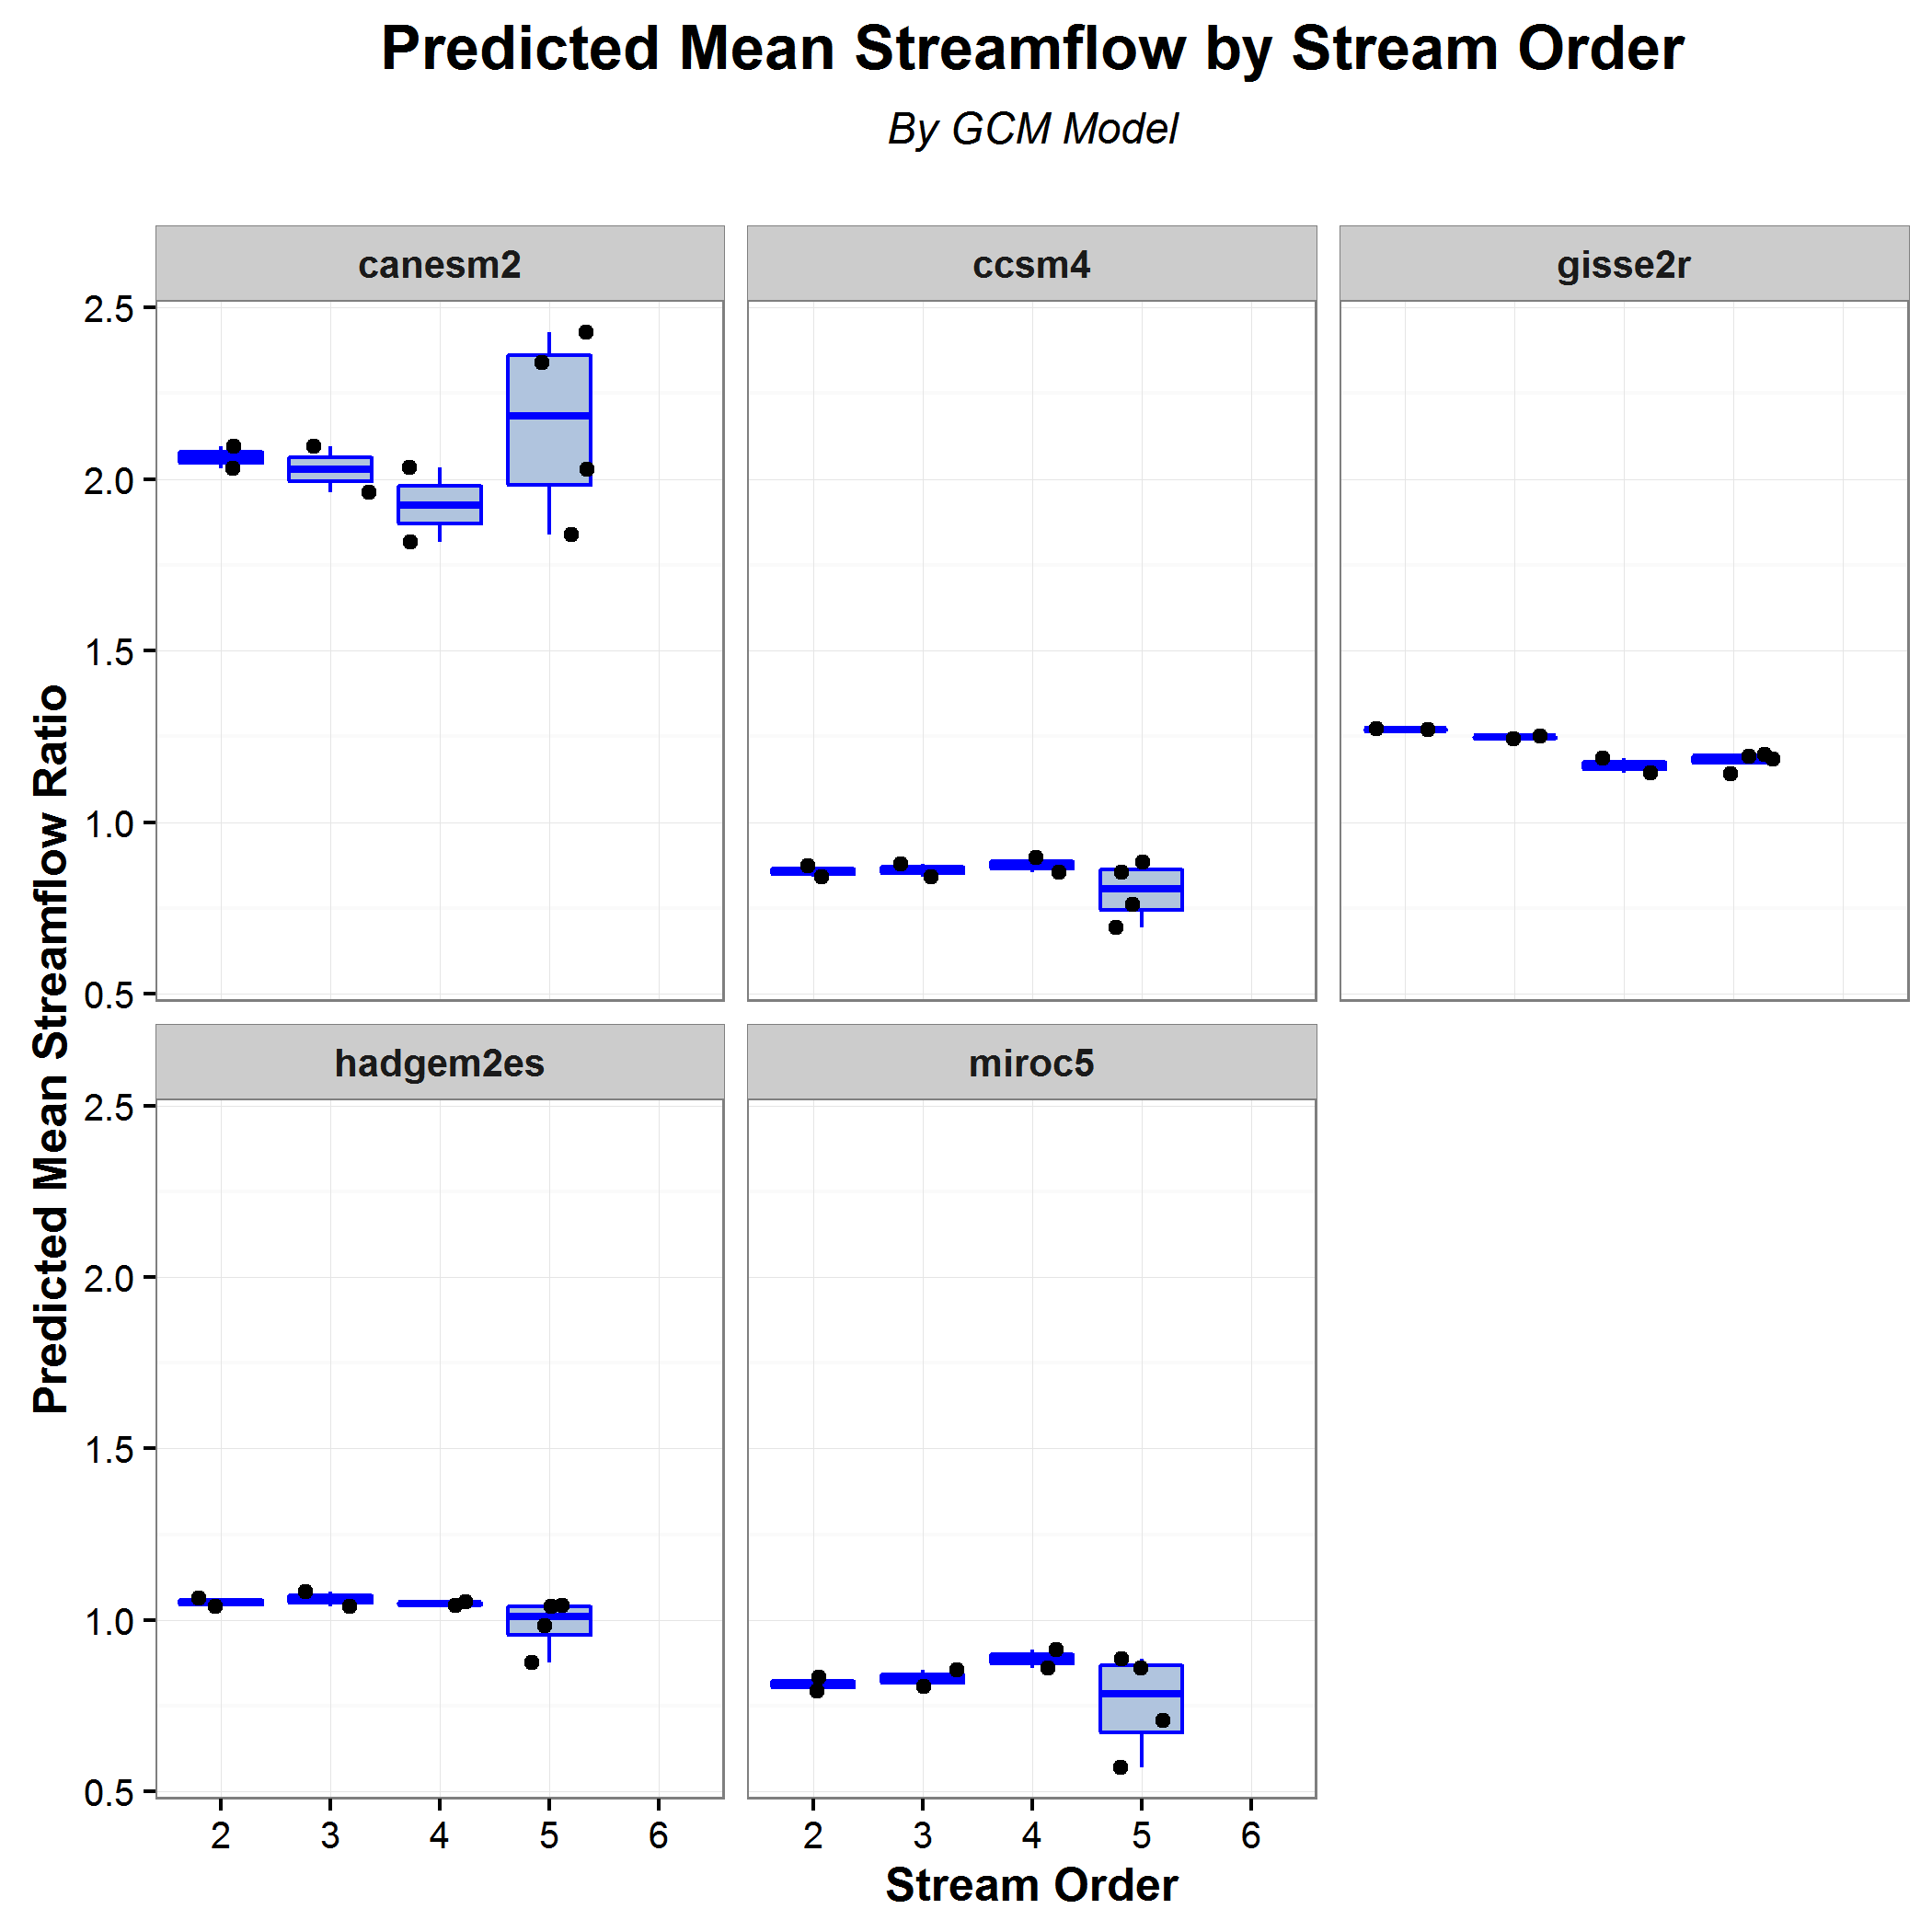 Predicted Mean Streamflow by Stream Order
By GCM Model
canesm2
ccsm4
gisse2r
2.5
2.0
1.5
1.0
0.5
Predicted Mean Streamflow Ratio
hadgem2es
miroc5
2.5
2.0
1.5
1.0
0.5
2 3 4 5 6
2 3 4 5 6
Stream Order